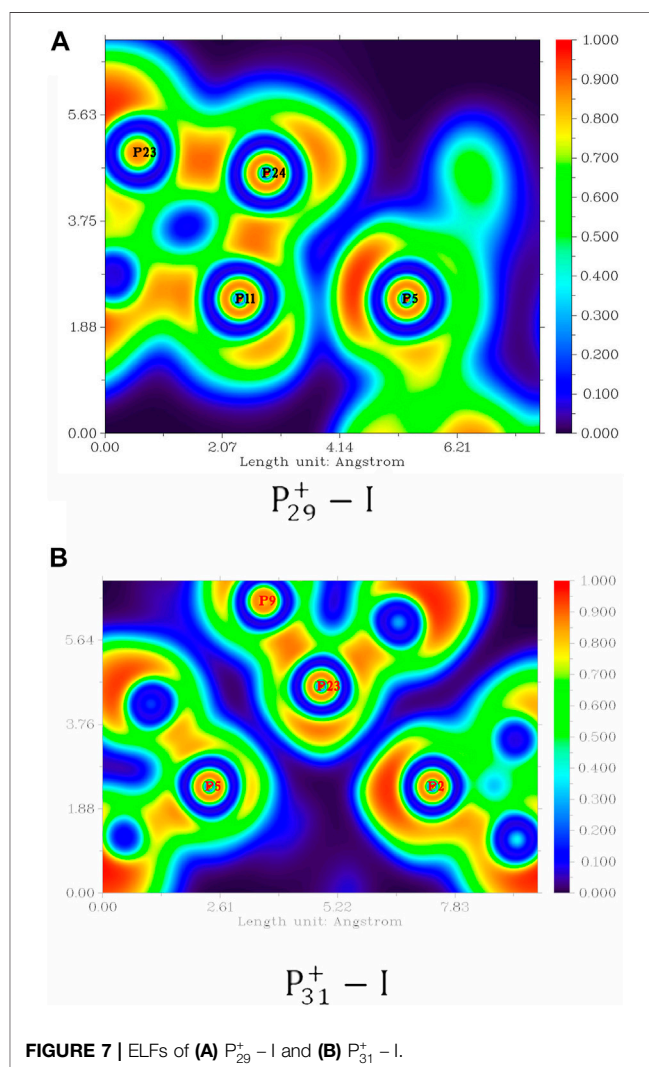 A
1.000
0.900
0.800
0.700
0.600
0.500
0.400
0.300
0.200
0.100
0.000
5.63
3.75
1.88
0.00
P23
P24
P11
P5
0.00 2.07 4.14 6.21
Length unit: Angstrom
P₂₉⁺ – I
B
1.000
0.900
0.800
0.700
0.600
0.500
0.400
0.300
0.200
0.100
0.000
5.64
3.76
1.88
0.00
P9
P23
P5
P2
0.00 2.61 5.22 7.83
Length unit: Angstrom
P₃₁⁺ – I
FIGURE 7 | ELFs of (A) P₂₉⁺ – I and (B) P₃₁⁺ – I.